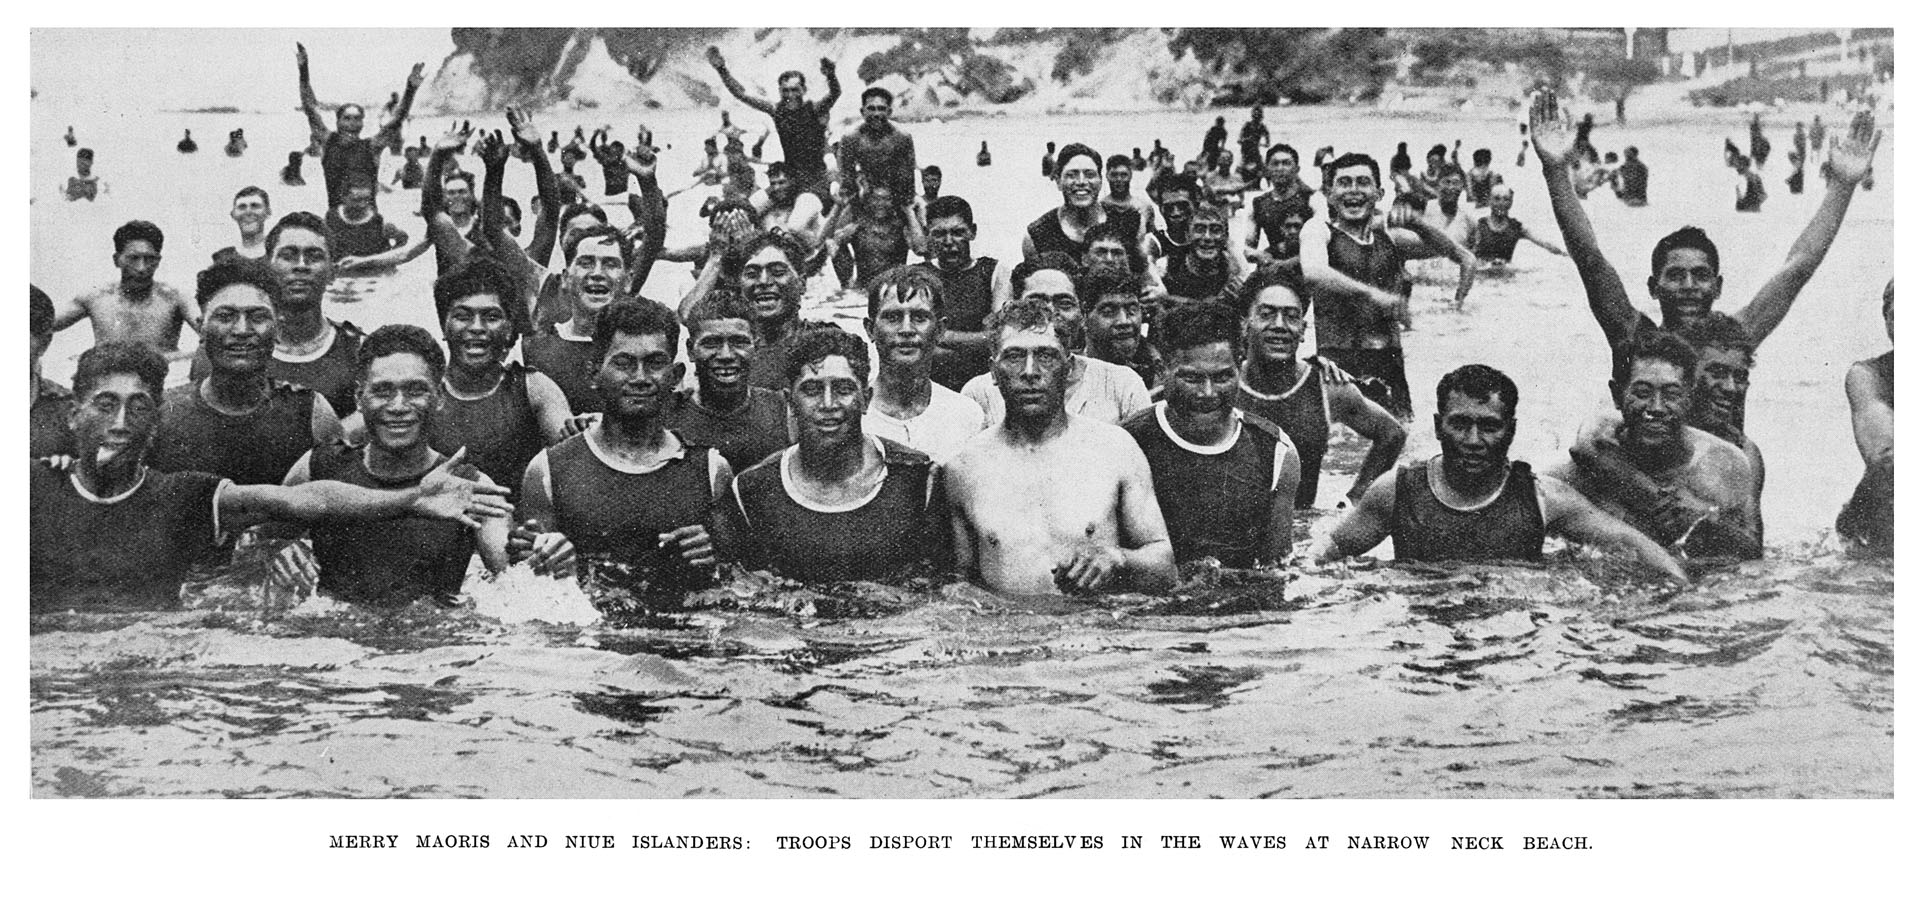 MERRY MAORIS AND NIUE ISLANDERS: TROOPS DISPORT THEMSELVES IN THE WAVES AT NARROW NECK BEACH.